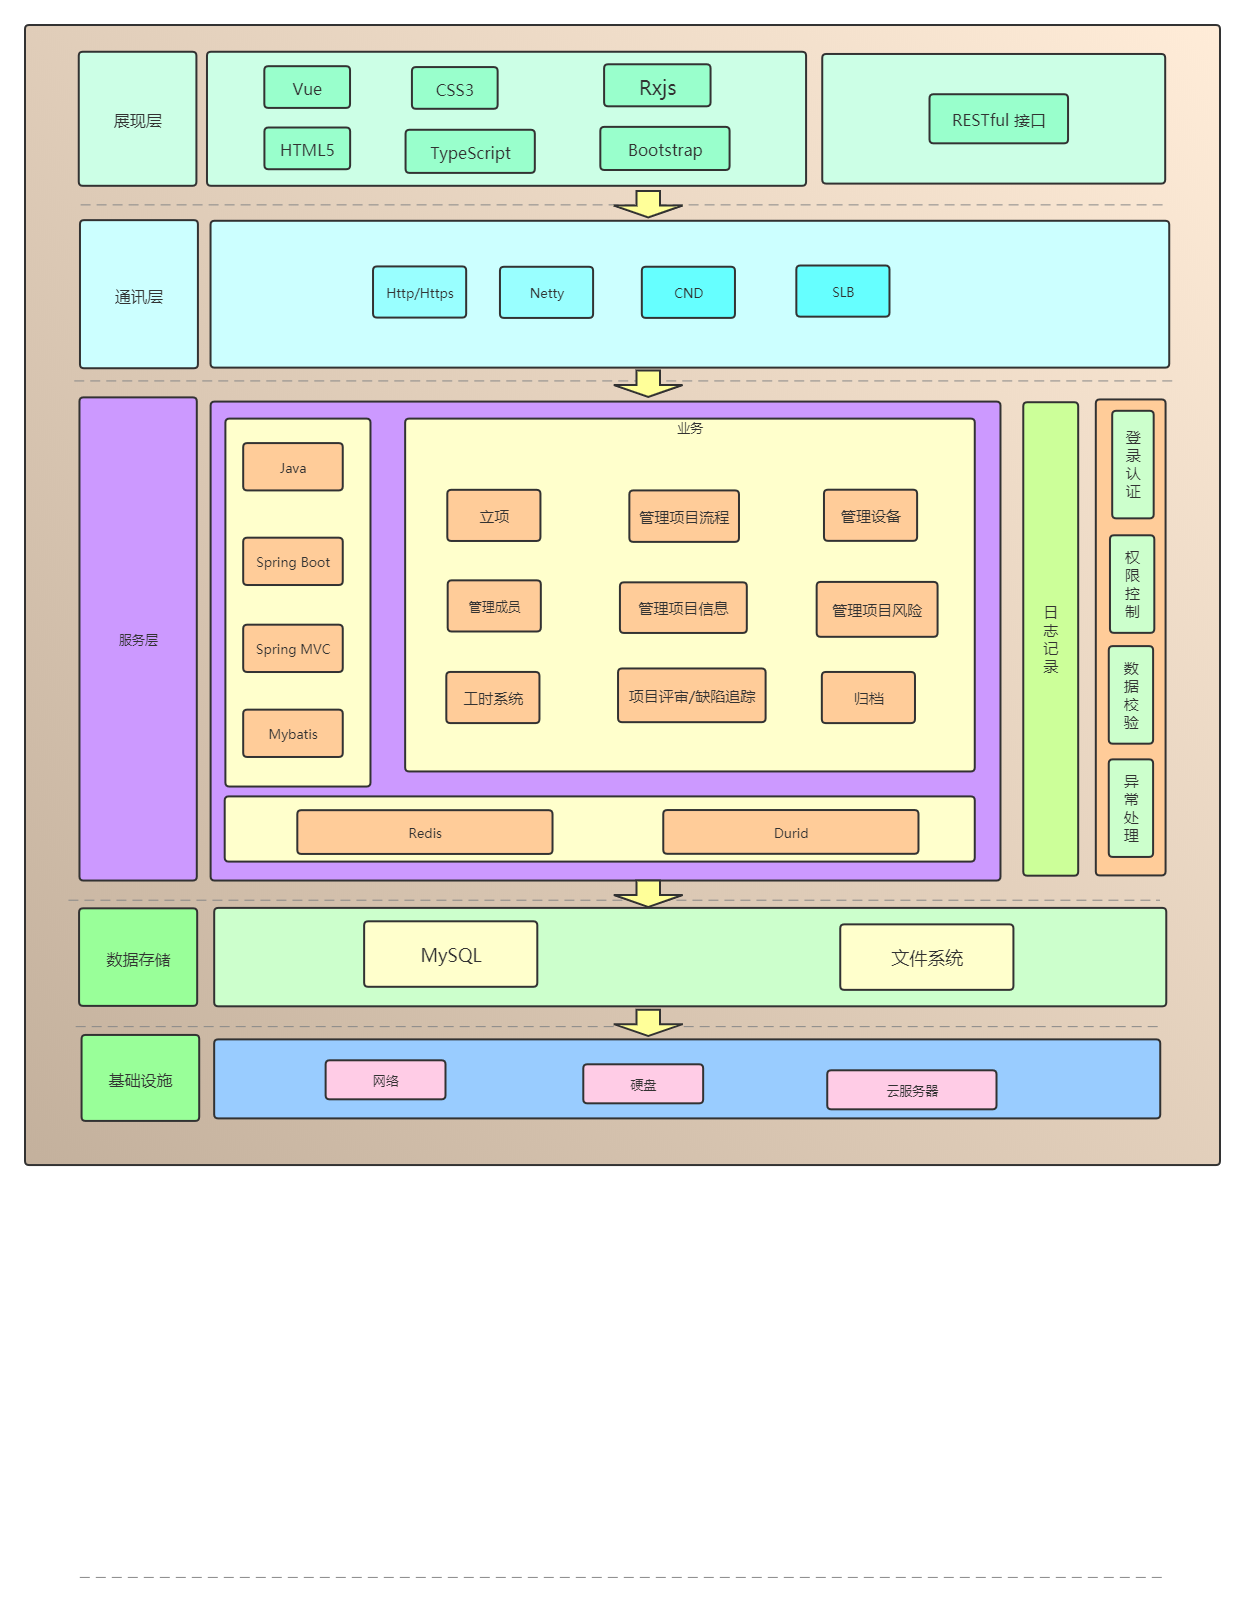 展现层
Vue
CSS3
Rxjs
HTML5
TypeScript
Bootstrap
RESTful 接口
通讯层
Http/Https
Netty
CND
SLB
服务层
Java
Spring Boot
Spring MVC
Mybatis
业务
立项
管理项目流程
管理设备
管理成员
管理项目信息
管理项目风险
工时系统
项目评审/缺陷追踪
归档
Redis
Durid
日志记录
登录认证
权限控制
数据校验
异常处理
数据存储
MySQL
文件系统
基础设施
网络
硬盘
云服务器